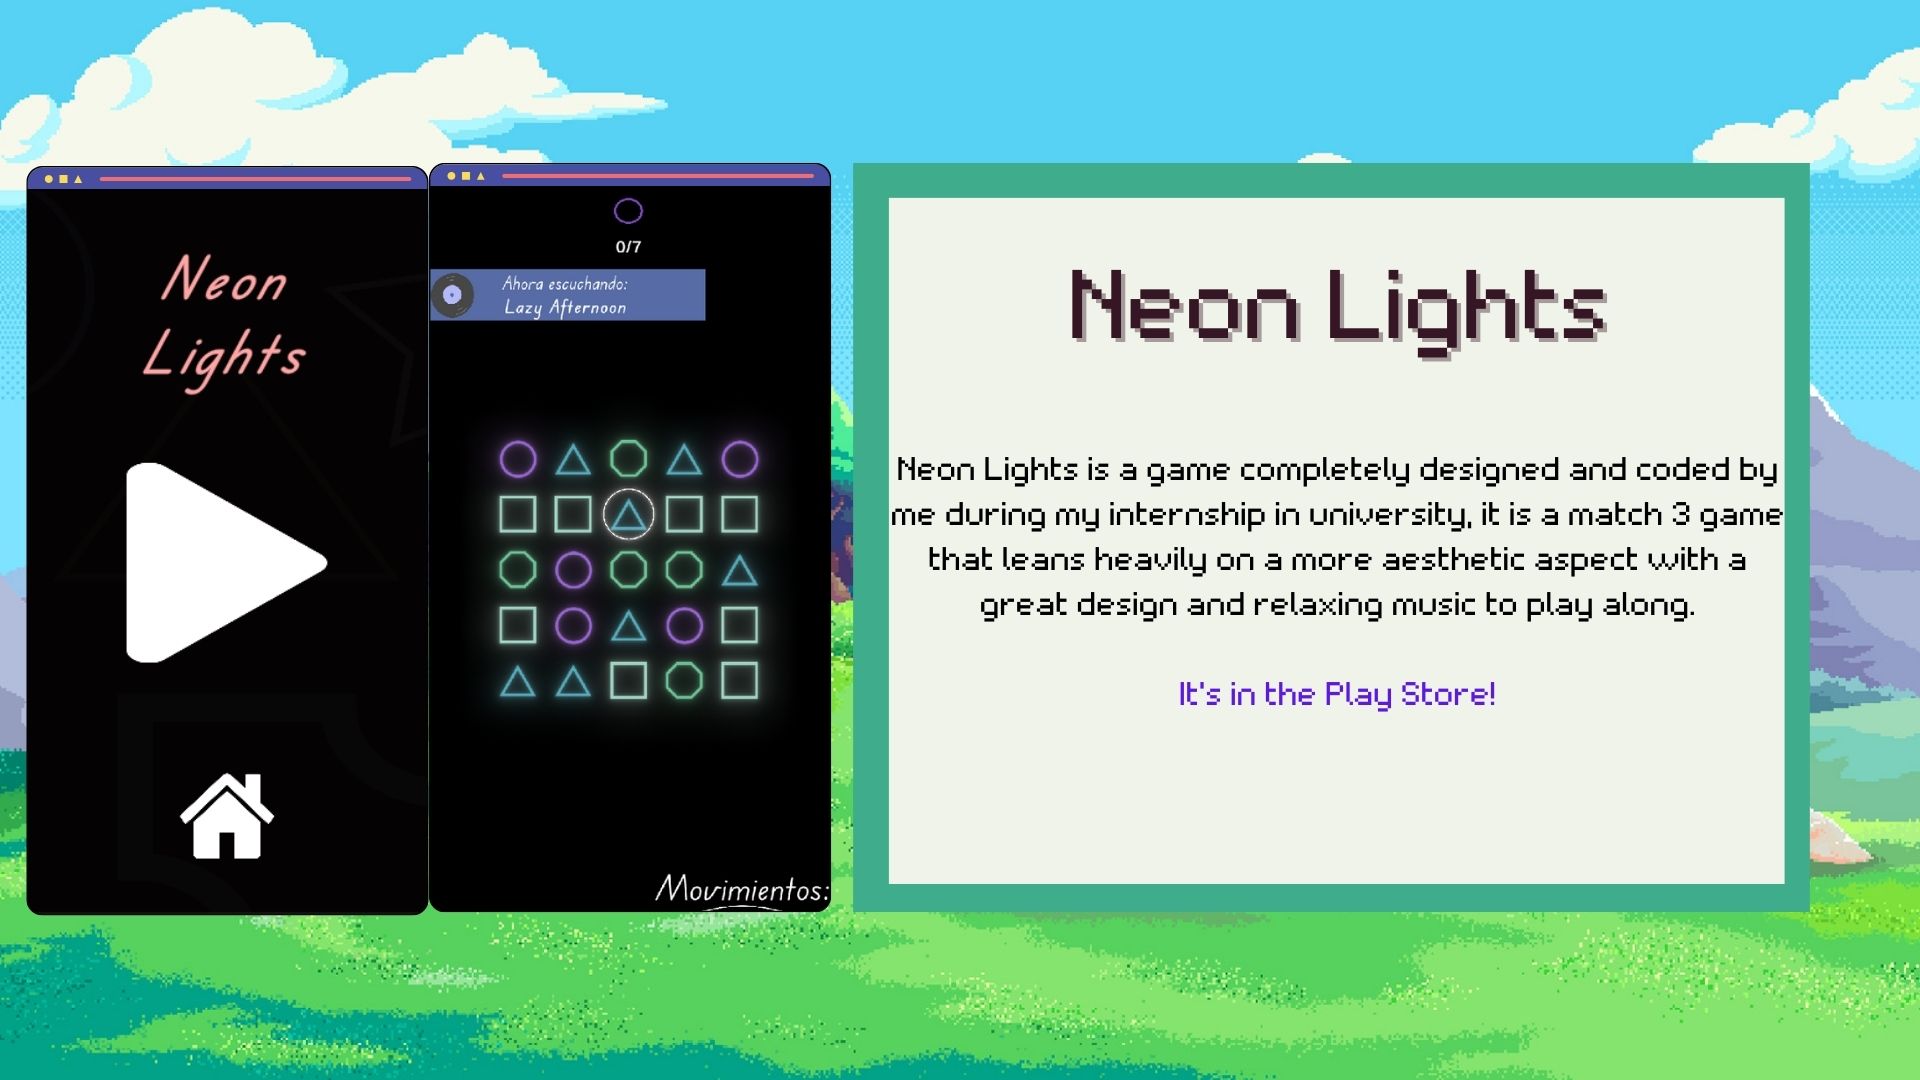 Neon
Lights
0/7
Ahora escuchando:
Lazy Afternoon
Movimientos:
Neon Lights
Neon Lights is a game completely designed and coded by
me during my internship in university, it is a match 3 game
that leans heavily on a more aesthetic aspect with a
great design and relaxing music to play along.
It's in the Play Store!